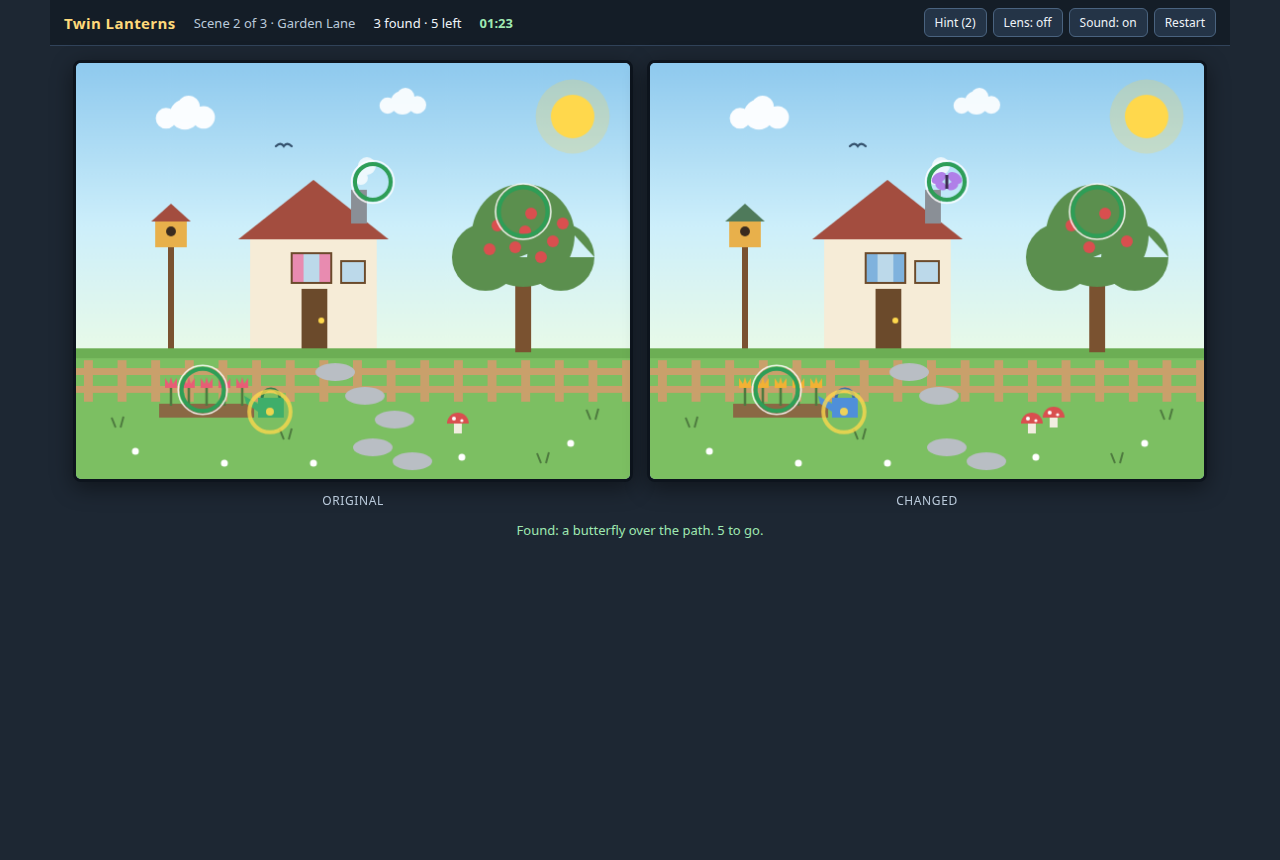 Twin Lanterns Scene 2 of 3 · Garden Lane 3 found · 5 left 01:23 Hint (2) Lens: off Sound: on Restart
ORIGINAL CHANGED
Found: a butterfly over the path. 5 to go.